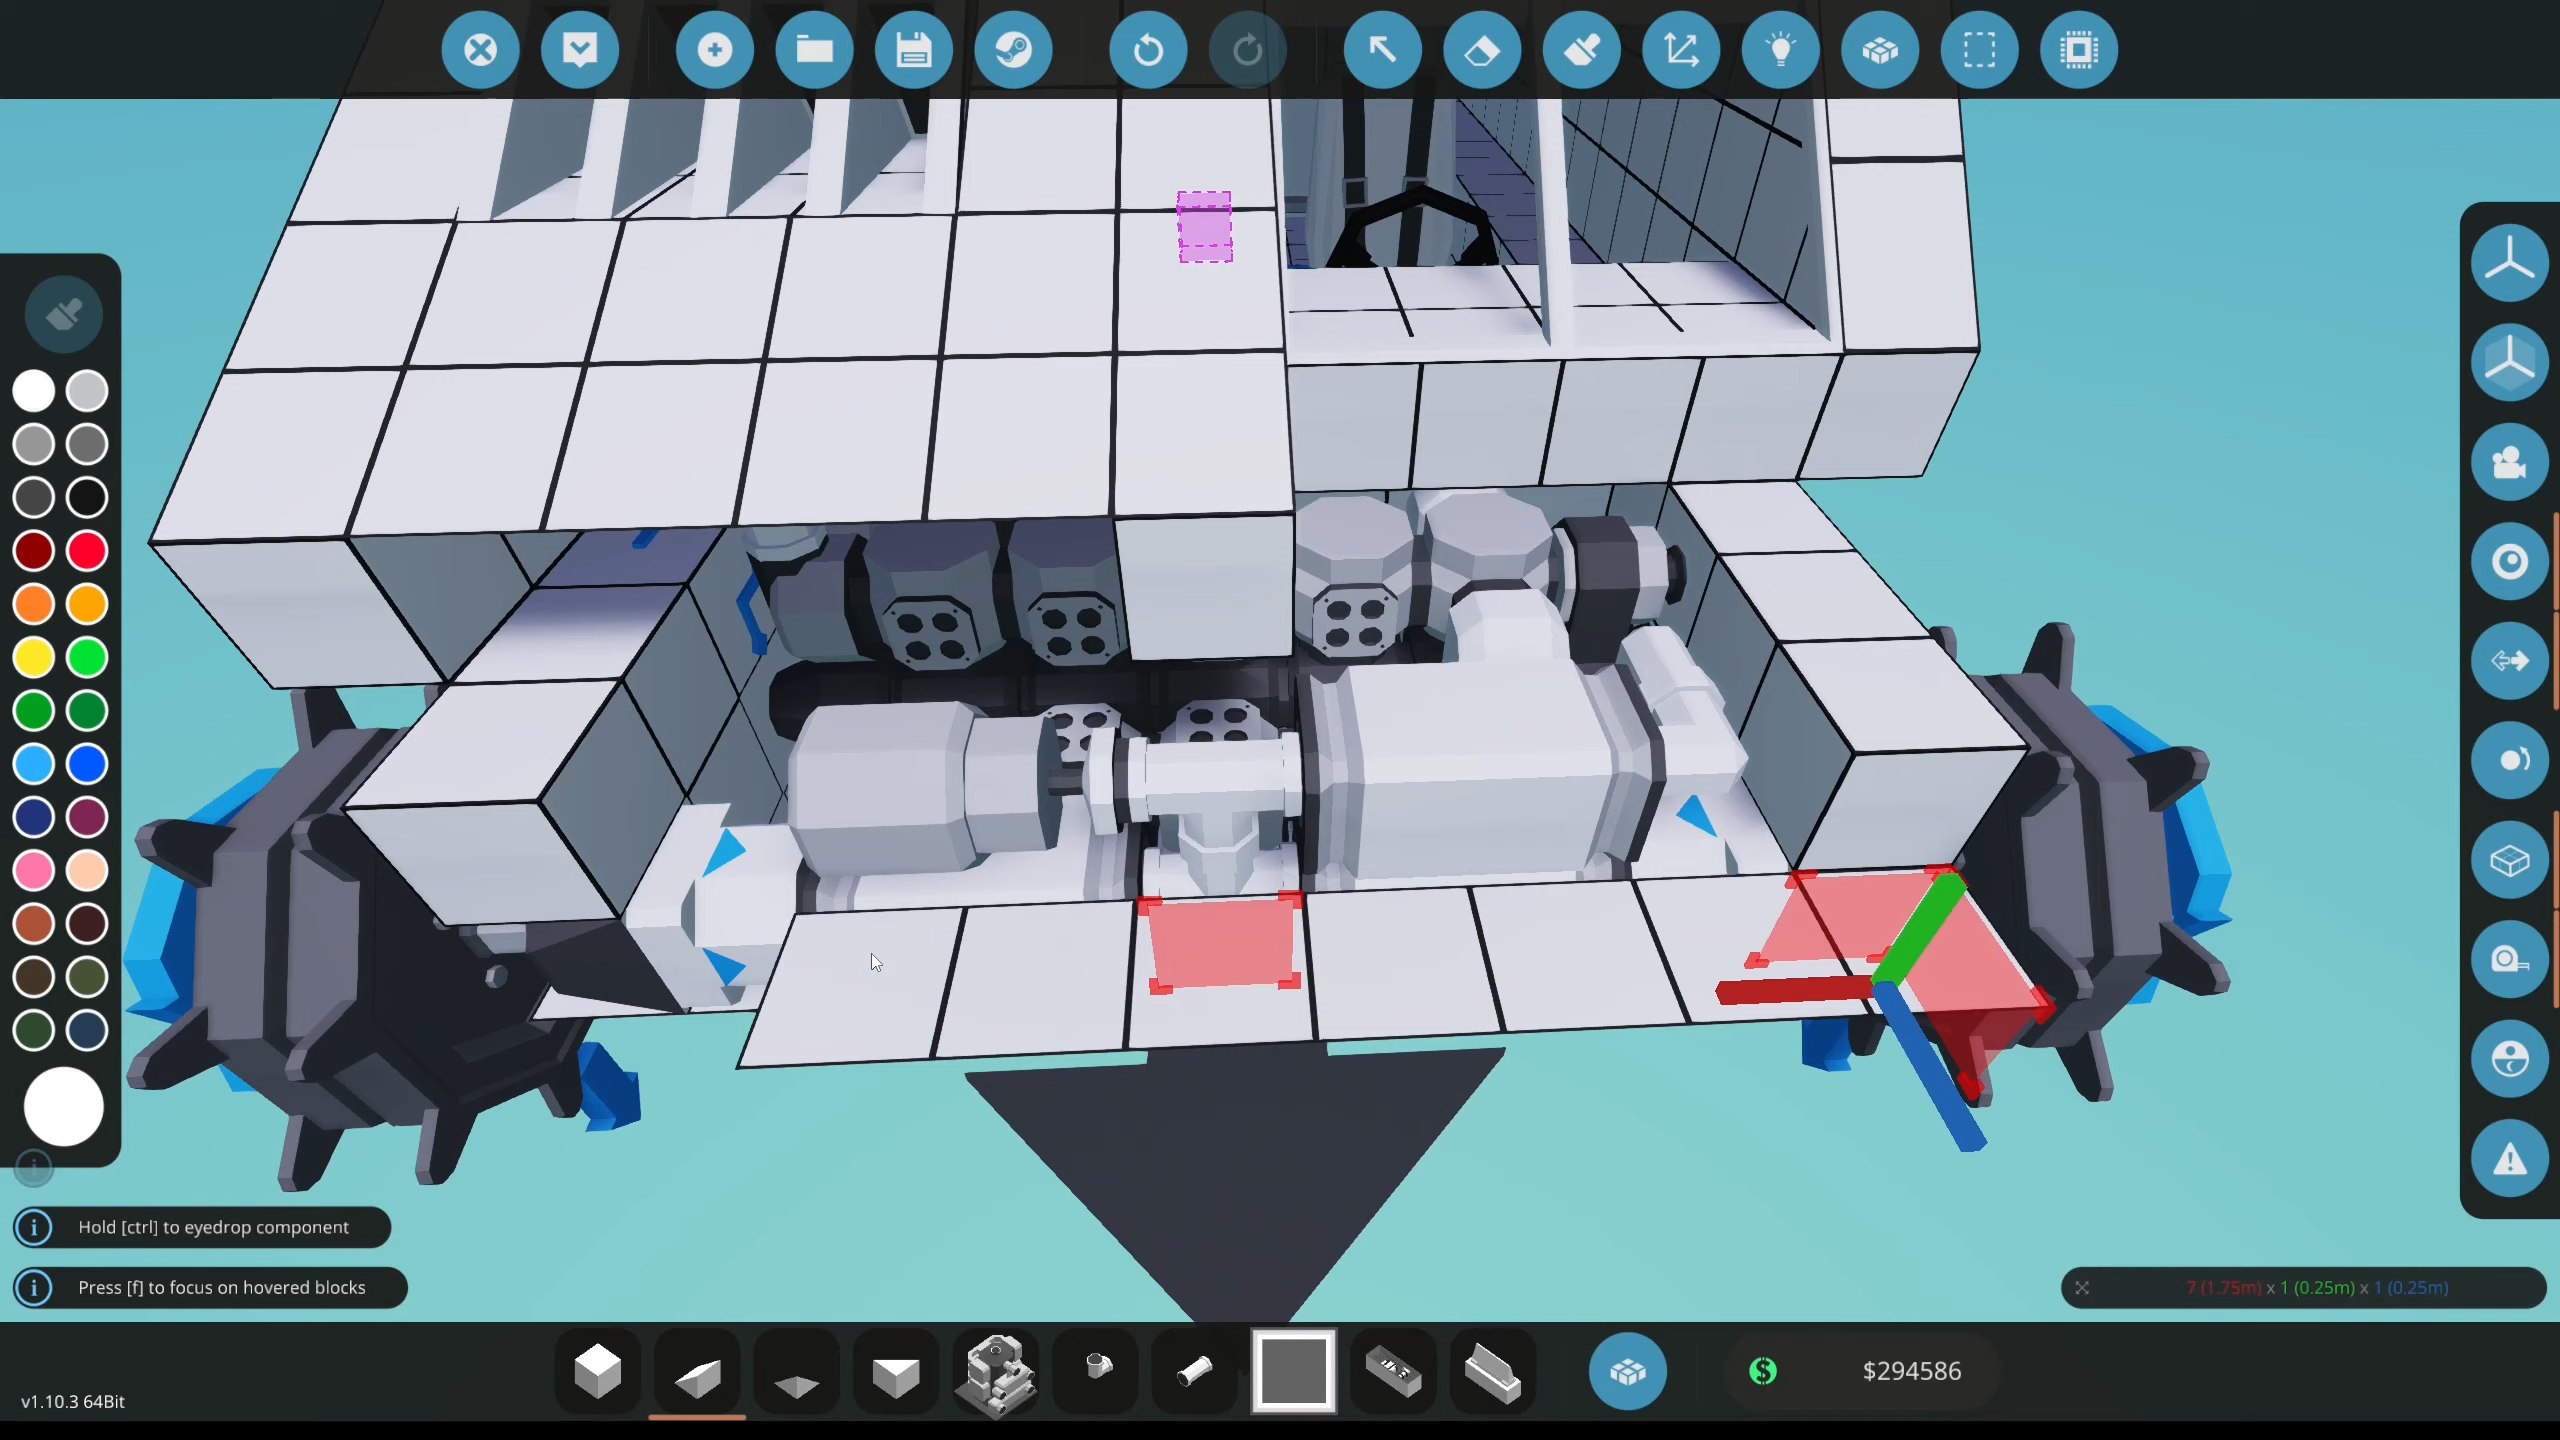 Hold [ctrl] to eyedrop component
Press [f] to focus on hovered blocks
7 (1.75m) x 1 (0.25m) x 1 (0.25m)
$294586
v1.10.3 64Bit